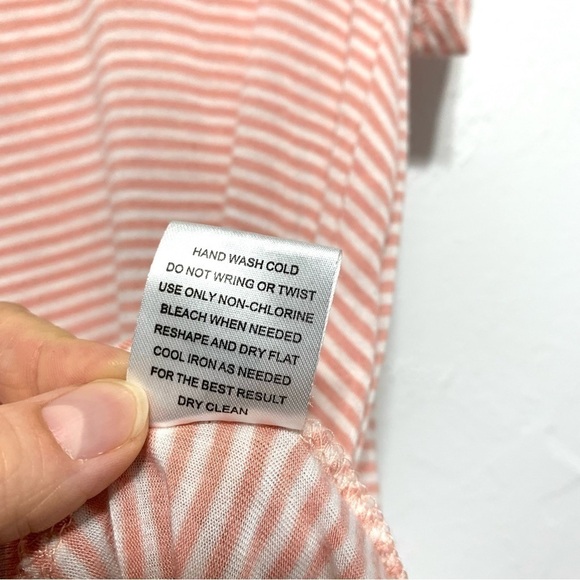 HAND WASH COLD
DO NOT WRING OR TWIST
USE ONLY NON-CHLORINE
BLEACH WHEN NEEDED
RESHAPE AND DRY FLAT
COOL IRON AS NEEDED
FOR THE BEST RESULT
DRY CLEAN